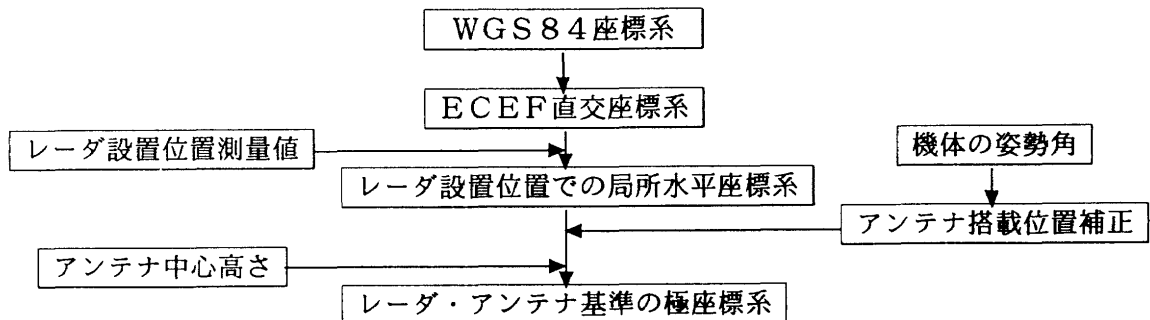 WGS84座標系
ECEF直交座標系
レーダ設置位置測量値
機体の姿勢角
レーダ設置位置での局所水平座標系
アンテナ搭載位置補正
アンテナ中心高さ
レーダ・アンテナ基準の極座標系